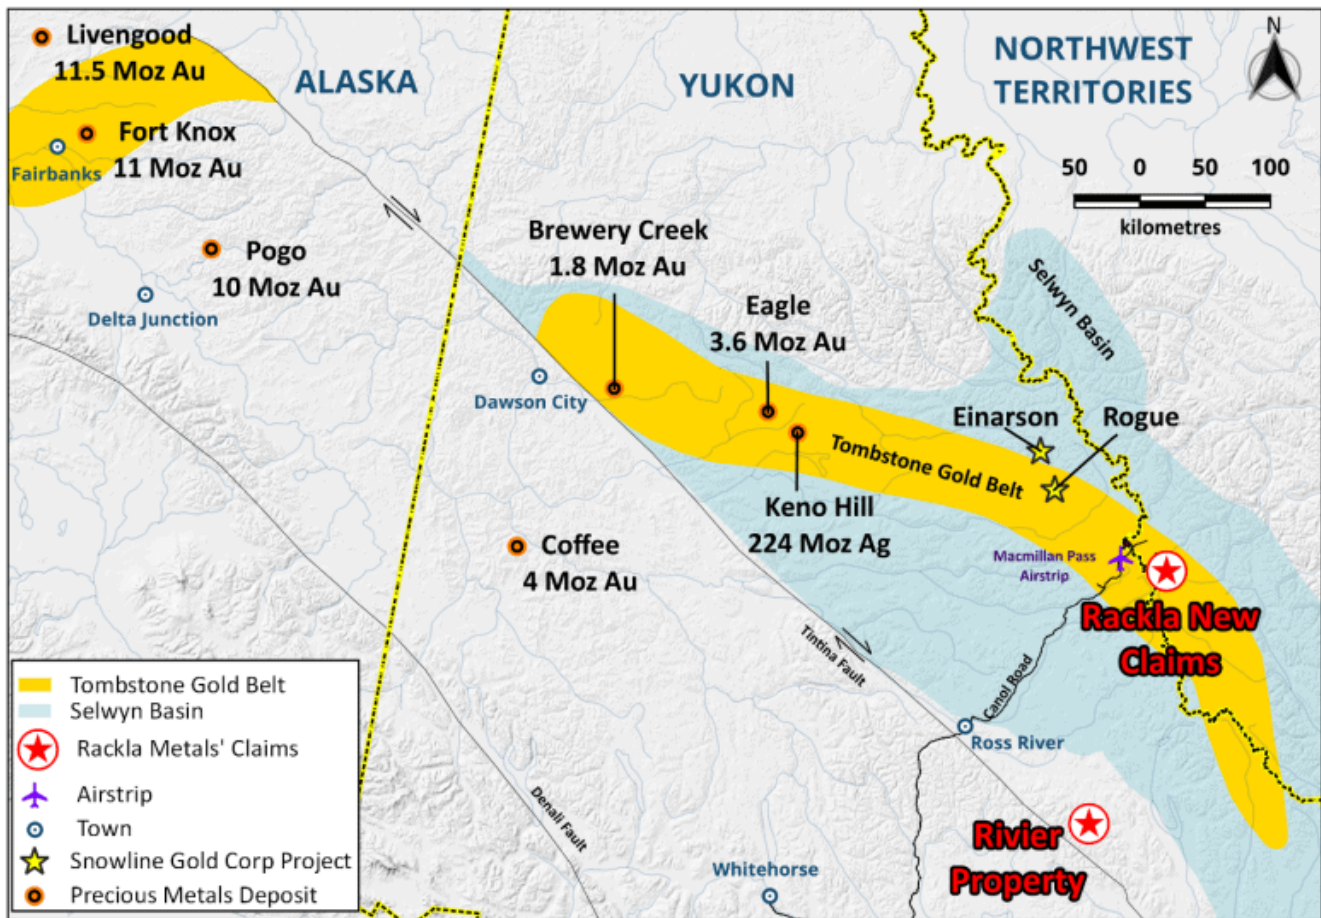 Livengood
11.5 Moz Au
ALASKA
YUKON
NORTHWEST
TERRITORIES
N
Fort Knox
11 Moz Au
Fairbanks
50 0 50 100
kilometres
Pogo
10 Moz Au
Delta Junction
Brewery Creek
1.8 Moz Au
Eagle
3.6 Moz Au
Selwyn Basin
Dawson City
Einarson
Rogue
Tombstone Gold Belt
Keno Hill
224 Moz Ag
Coffee
4 Moz Au
Macmillan Pass
Airstrip
Rackla New
Claims
Tintina Fault
Canol Road
Ross River
Denali Fault
Rivier
Property
Whitehorse
Tombstone Gold Belt
Selwyn Basin
Rackla Metals' Claims
Airstrip
Town
Snowline Gold Corp Project
Precious Metals Deposit